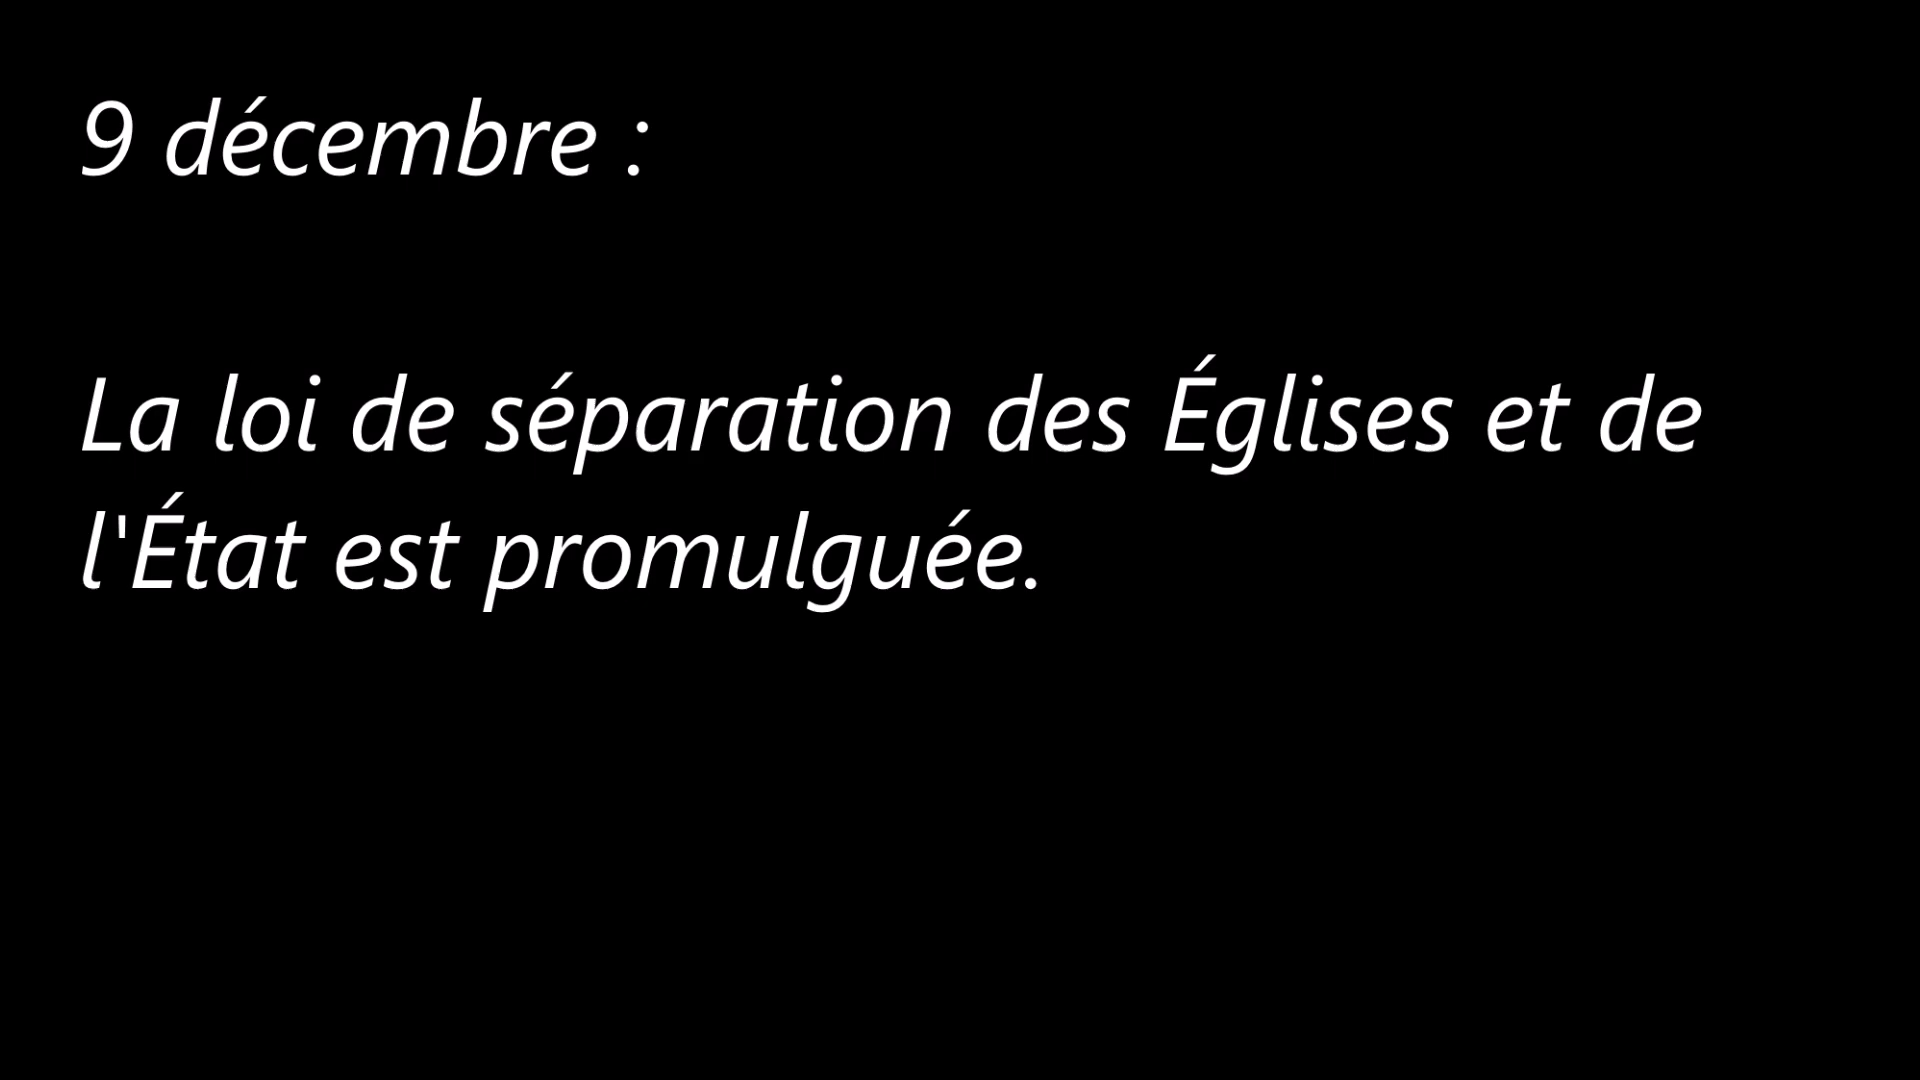 9 décembre :
La loi de séparation des Églises et de
l'État est promulguée.